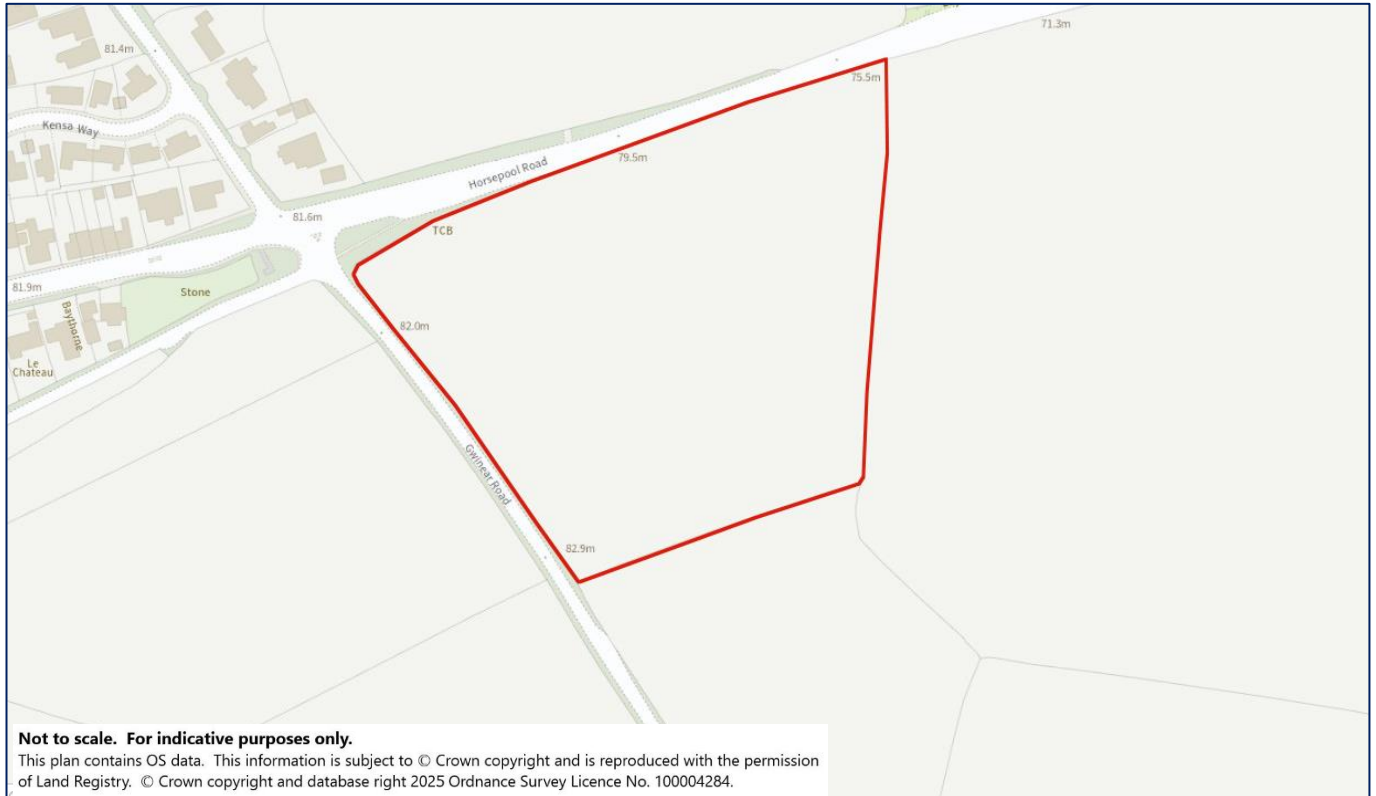 71.3m
81.4m
75.5m
Kensa Way
79.5m
Horsepool Road
81.6m
TCB
81.9m
Stone
Baythorne
82.0m
Le
Chateau
Gwinear Road
82.9m
Not to scale. For indicative purposes only.
This plan contains OS data. This information is subject to © Crown copyright and is reproduced with the permission
of Land Registry. © Crown copyright and database right 2025 Ordnance Survey Licence No. 100004284.